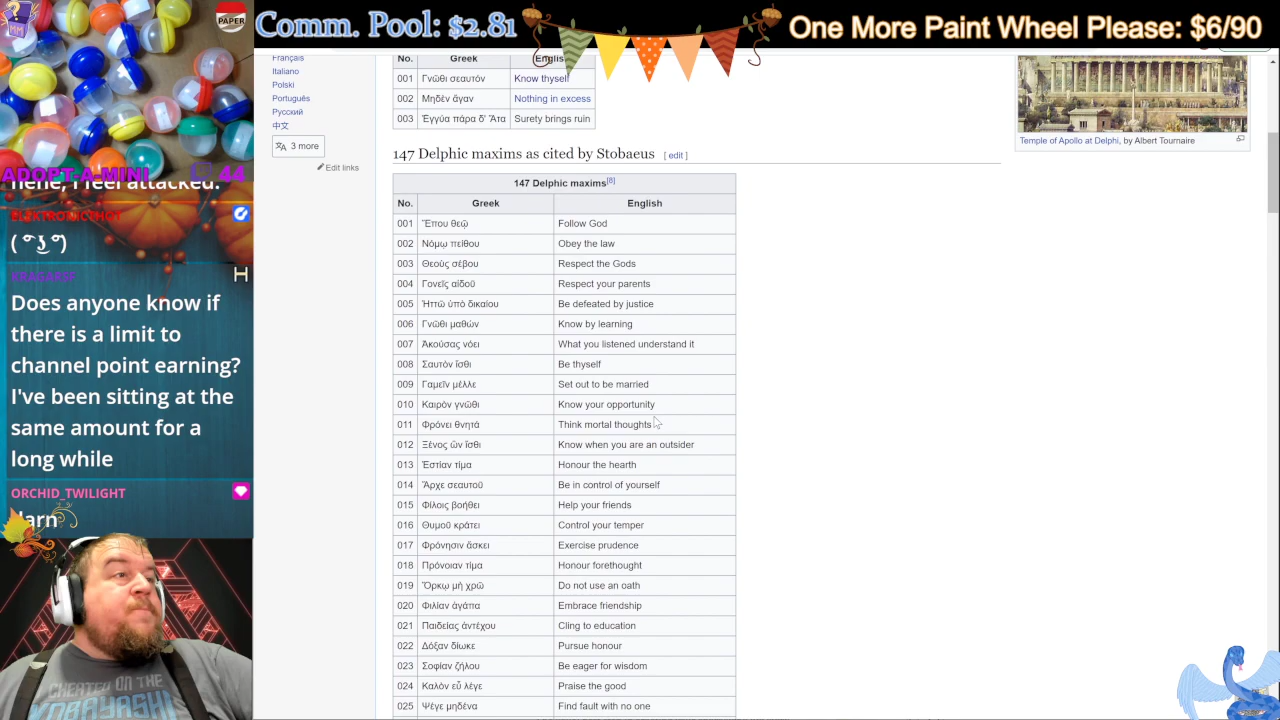 PAPER
MM
Comm. Pool: $2.81
One More Paint Wheel Please: $6/90
ADOPT-A-MINI 44
hehe, I feel attacked.
ELEKTRONICPHOT
( ͡° ͜ʖ ͡°)
KRAGAREP
Does anyone know if
there is a limit to
channel point earning?
I've been sitting at the
same amount for a
long while
ORCHID_TWILIGHT
darn
CHEATED ON THE
KOBAYASHI
Français
Italiano
Polski
Português
Русский
中文
3 more
Edit links
No. Greek English
001 Γνῶθι σεαυτόν Know thyself
002 Μηδὲν ἄγαν Nothing in excess
003 Ἐγγύα πάρα δ' Ἄτα Surety brings ruin
147 Delphic maxims as cited by Stobaeus [ edit ]
147 Delphic maxims[8]
No. Greek English
001 Ἕπου θεῷ Follow God
002 Νόμῳ πείθου Obey the law
003 Θεοὺς σέβου Respect the Gods
004 Γονεῖς αἰδοῦ Respect your parents
005 Ἡττῶ ὑπὸ δικαίου Be defeated by justice
006 Γνῶθι μαθών Know by learning
007 Ἀκούσας νόει What you listened understand it
008 Σαυτὸν ἴσθι Be thyself
009 Γαμεῖν μέλλε Set out to be married
010 Καιρὸν γνῶθι Know your opportunity
011 Φρόνει θνητά Think mortal thoughts
012 Ξένος ὢν ἴσθι Know when you are an outsider
013 Ἑστίαν τίμα Honour the hearth
014 Ἄρχε σεαυτοῦ Be in control of yourself
015 Φίλοις βοήθει Help your friends
016 Θυμοῦ κράτει Control your temper
017 Φρόνησιν ἄσκει Exercise prudence
018 Πρόνοιαν τίμα Honour forethought
019 Ὅρκῳ μὴ χρῶ Do not use an oath
020 Φιλίαν ἀγάπα Embrace friendship
021 Παιδείας ἀντέχου Cling to education
022 Δόξαν δίωκε Pursue honour
023 Σοφίαν ζήλου Be eager for wisdom
024 Καλὸν εὖ λέγε Praise the good
025 Ψέγε μηδένα Find fault with no one
Temple of Apollo at Delphi, by Albert Tournaire